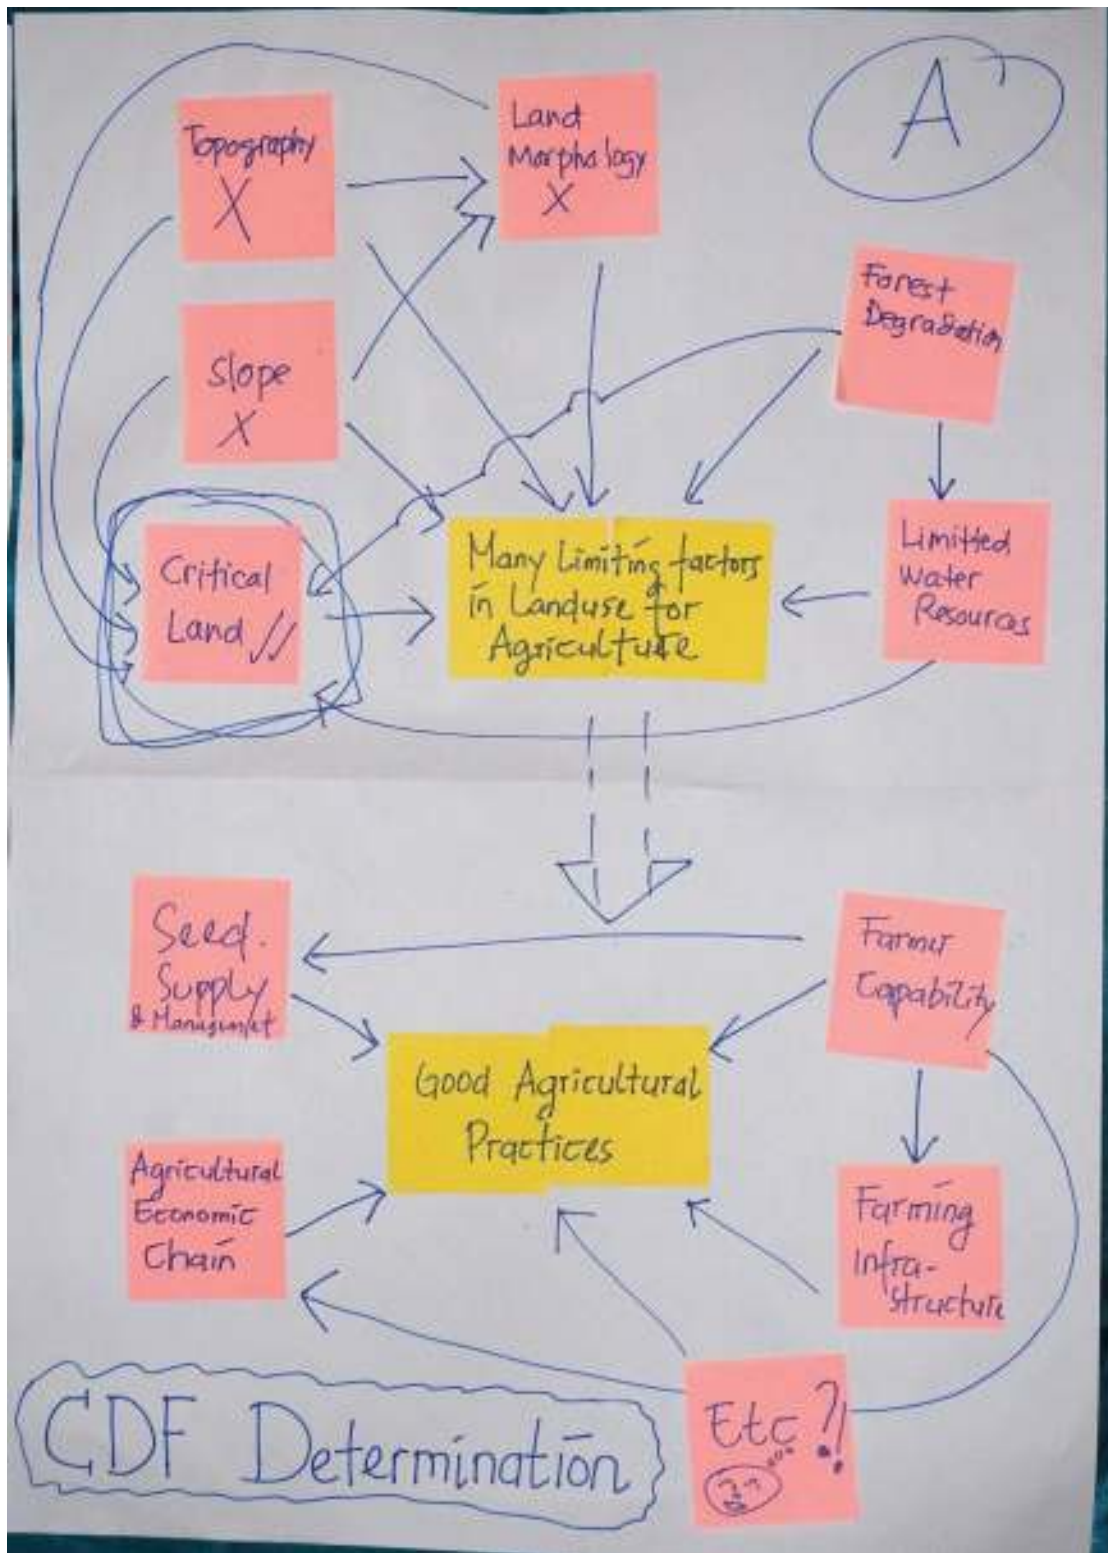 A
Topography
X
Land
Morphology
X
Forest
Degradation
Slope
X
Critical
Land
Many Limiting factors
in Landuse for
Agriculture
Limitted
Water
Resources
Seed.
Supply
& Managemet
Farmer
Capability
Good Agricultural
Practices
Agricultural
Economic
Chain
Farming
Infra-
structure
Etc ?!
CDF Determination